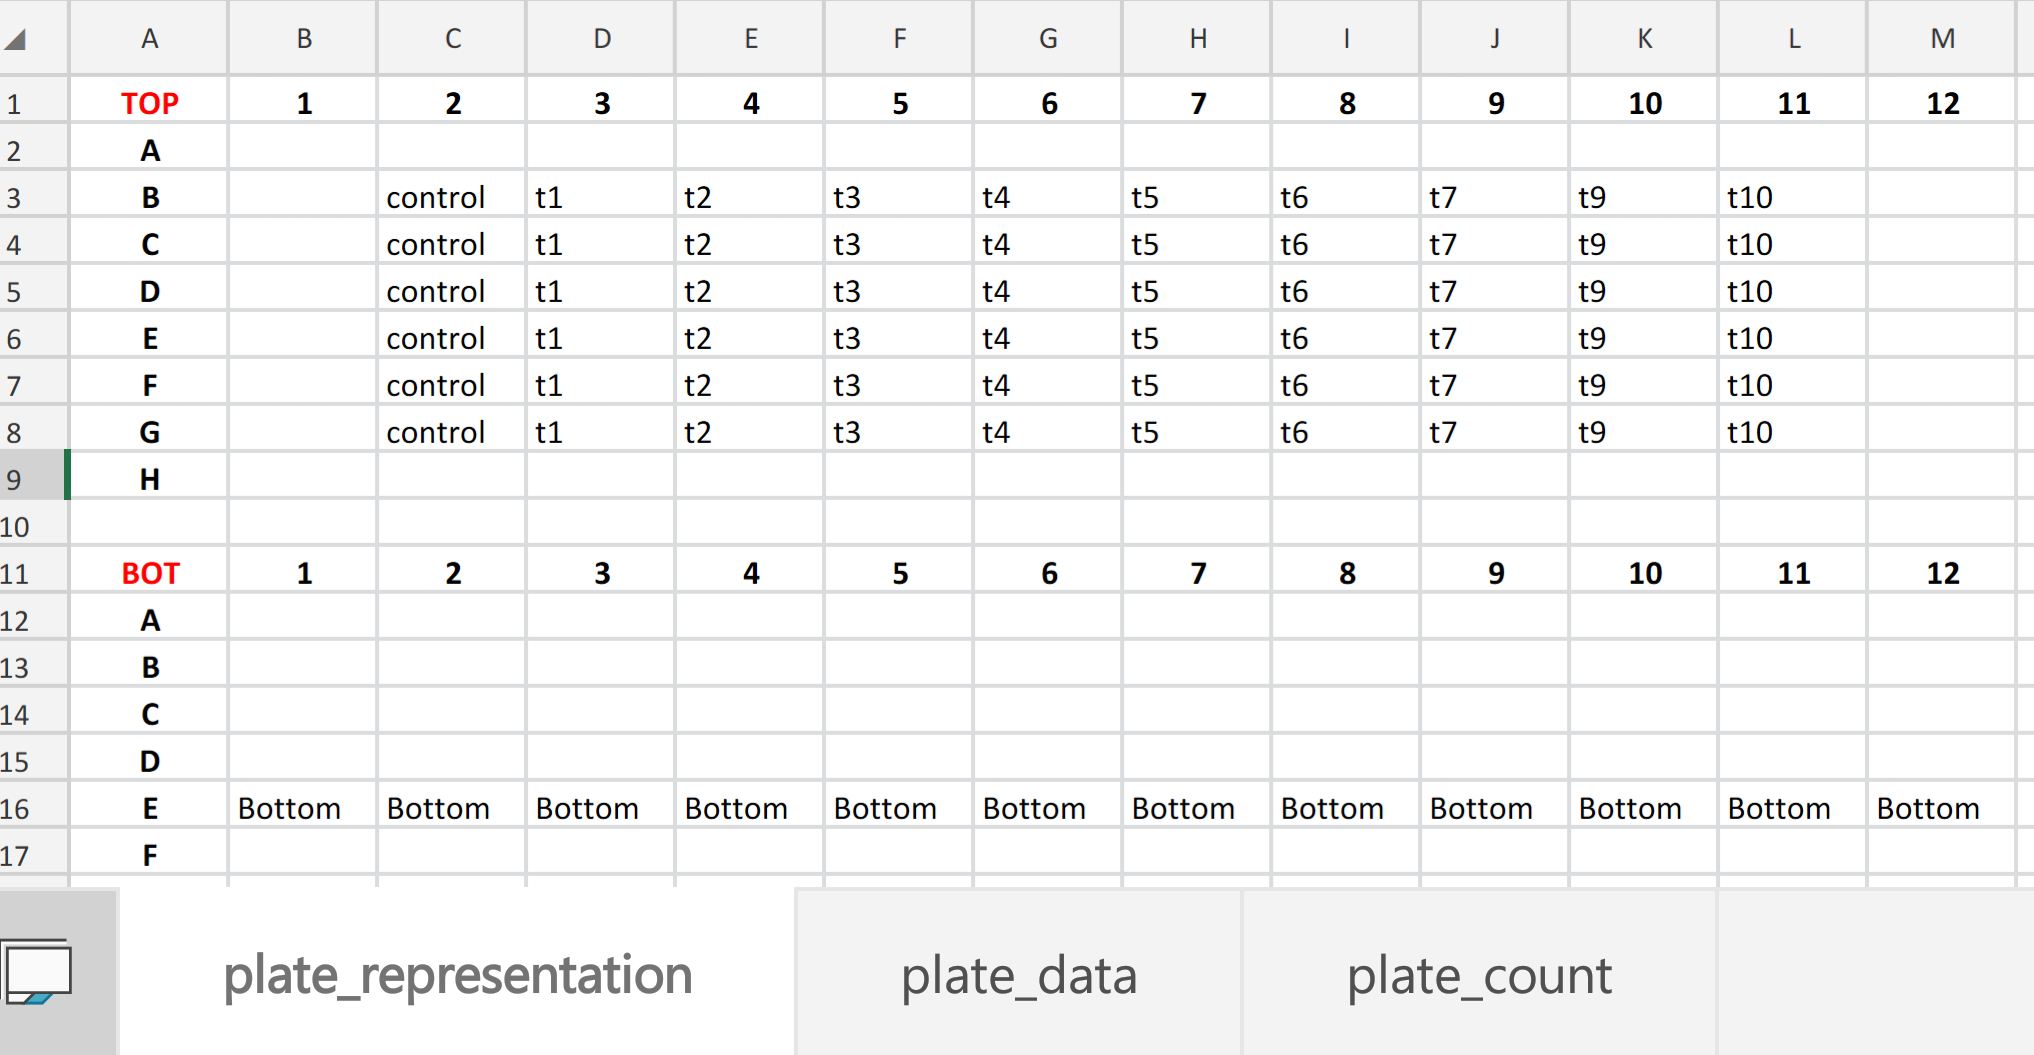 A B C D E F G H I J K L M
1 TOP 1 2 3 4 5 6 7 8 9 10 11 12
2 A
3 B control t1 t2 t3 t4 t5 t6 t7 t9 t10
4 C control t1 t2 t3 t4 t5 t6 t7 t9 t10
5 D control t1 t2 t3 t4 t5 t6 t7 t9 t10
6 E control t1 t2 t3 t4 t5 t6 t7 t9 t10
7 F control t1 t2 t3 t4 t5 t6 t7 t9 t10
8 G control t1 t2 t3 t4 t5 t6 t7 t9 t10
9 H
10
11 BOT 1 2 3 4 5 6 7 8 9 10 11 12
12 A
13 B
14 C
15 D
16 E Bottom Bottom Bottom Bottom Bottom Bottom Bottom Bottom Bottom Bottom Bottom Bottom
17 F
plate_representation plate_data plate_count